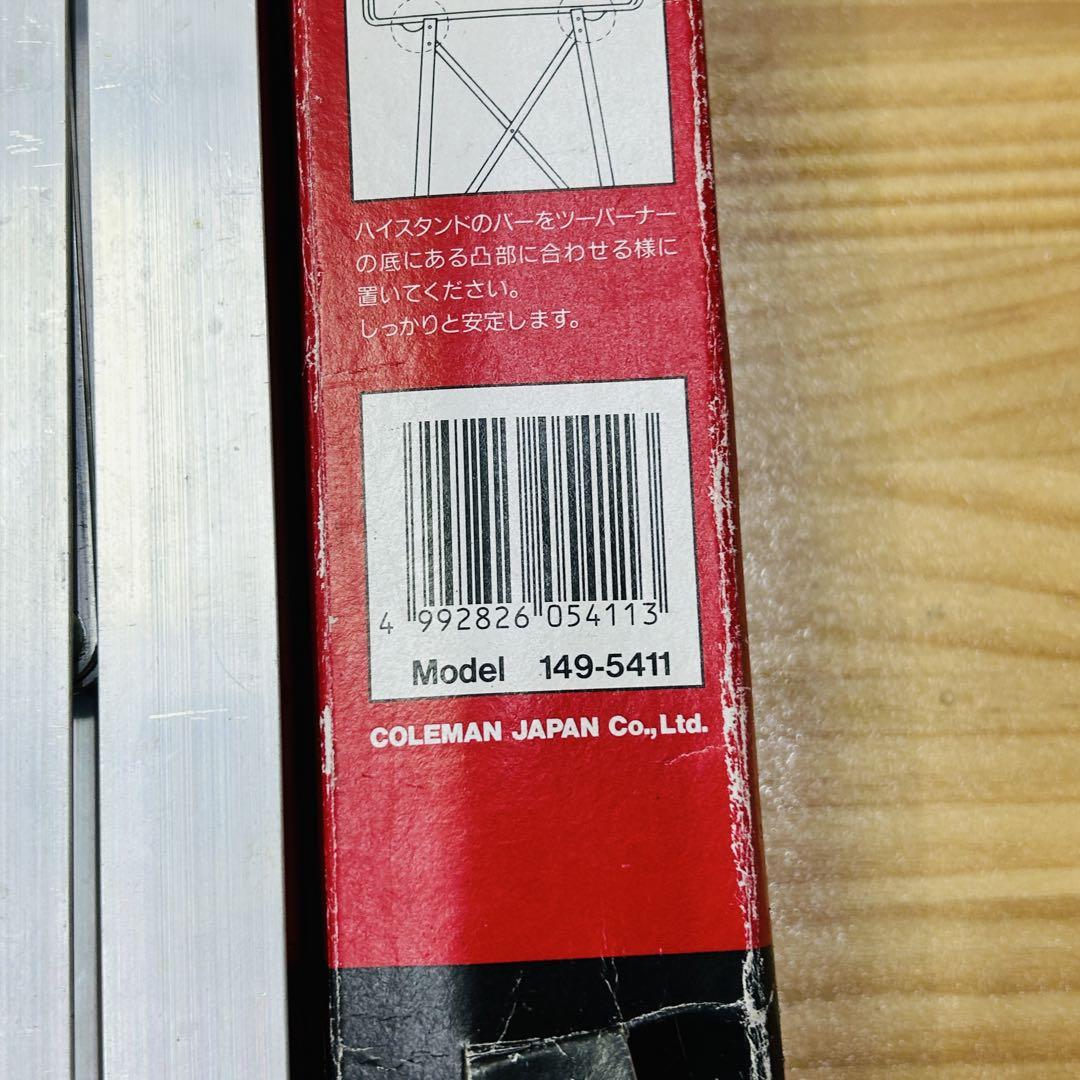 ハイスタンドのバーをツーバーナー
の底にある凸部に合わせる様に
置いてください。
しっかりと安定します。
4 992826 054113
Model 149-5411
COLEMAN JAPAN Co.,Ltd.